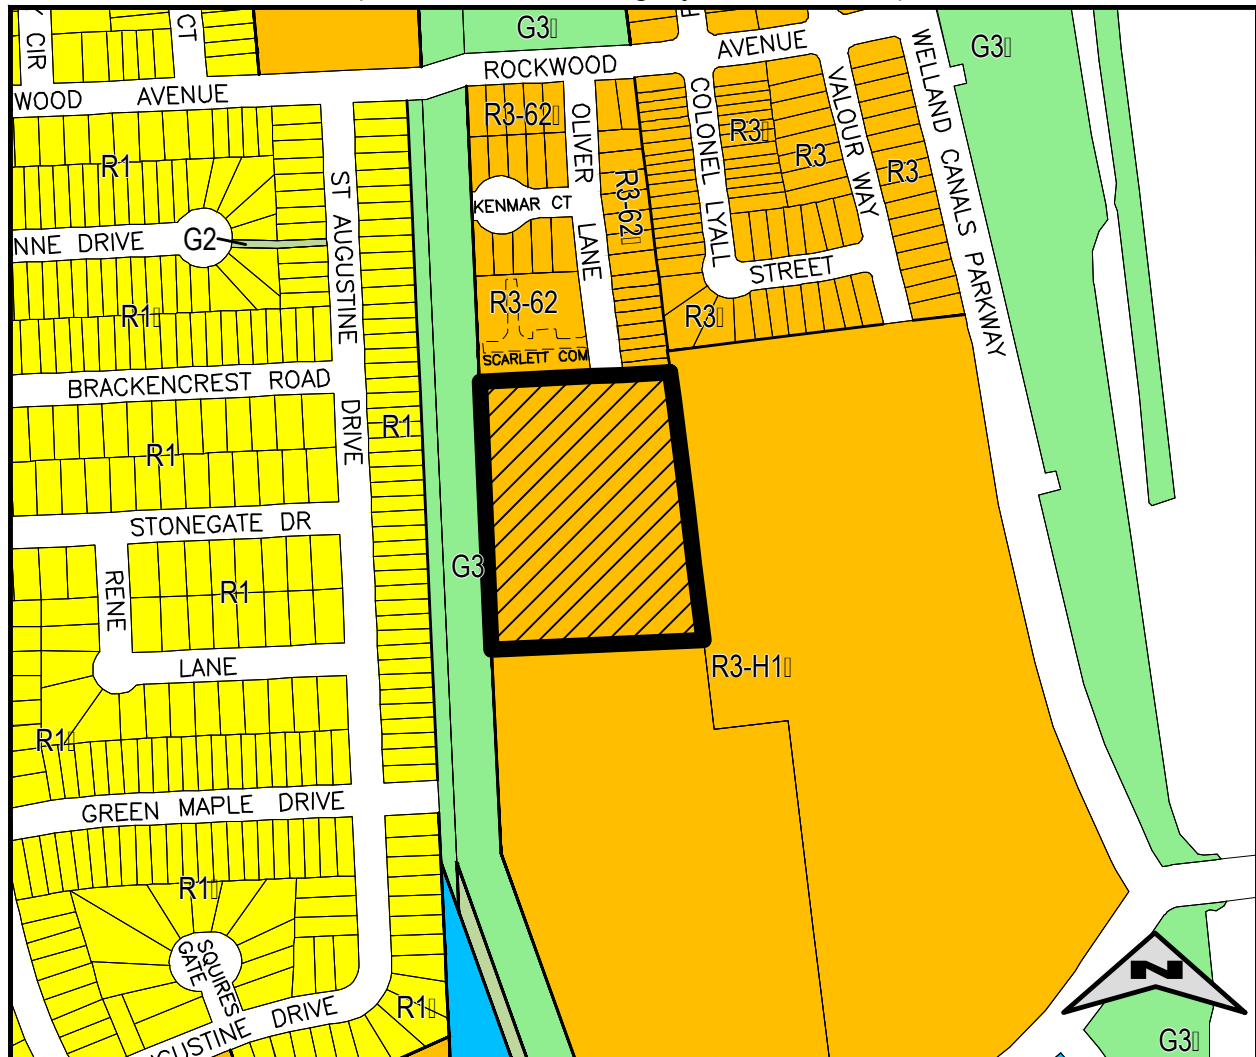 CIR
CT
G3
G3
ROCKWOOD
AVENUE
WOOD AVENUE
WELLAND CANALS PARKWAY
R3-62
OLIVER
LANE
COLONEL LYALL
STREET
VALOUR WAY
R3
R3
R3
R1
ST AUGUSTINE
DRIVE
KENMAR CT
R3-62
NNE DRIVE
G2
R3-62
R1
R3
SCARLETT COM
BRACKENCREST ROAD
R1
R1
STONEGATE DR
G3
RENE
LANE
R1
R3-H1
R1
GREEN MAPLE DRIVE
R1
SQUIRES
GATE
R1
GUSTINE DRIVE
N
G3